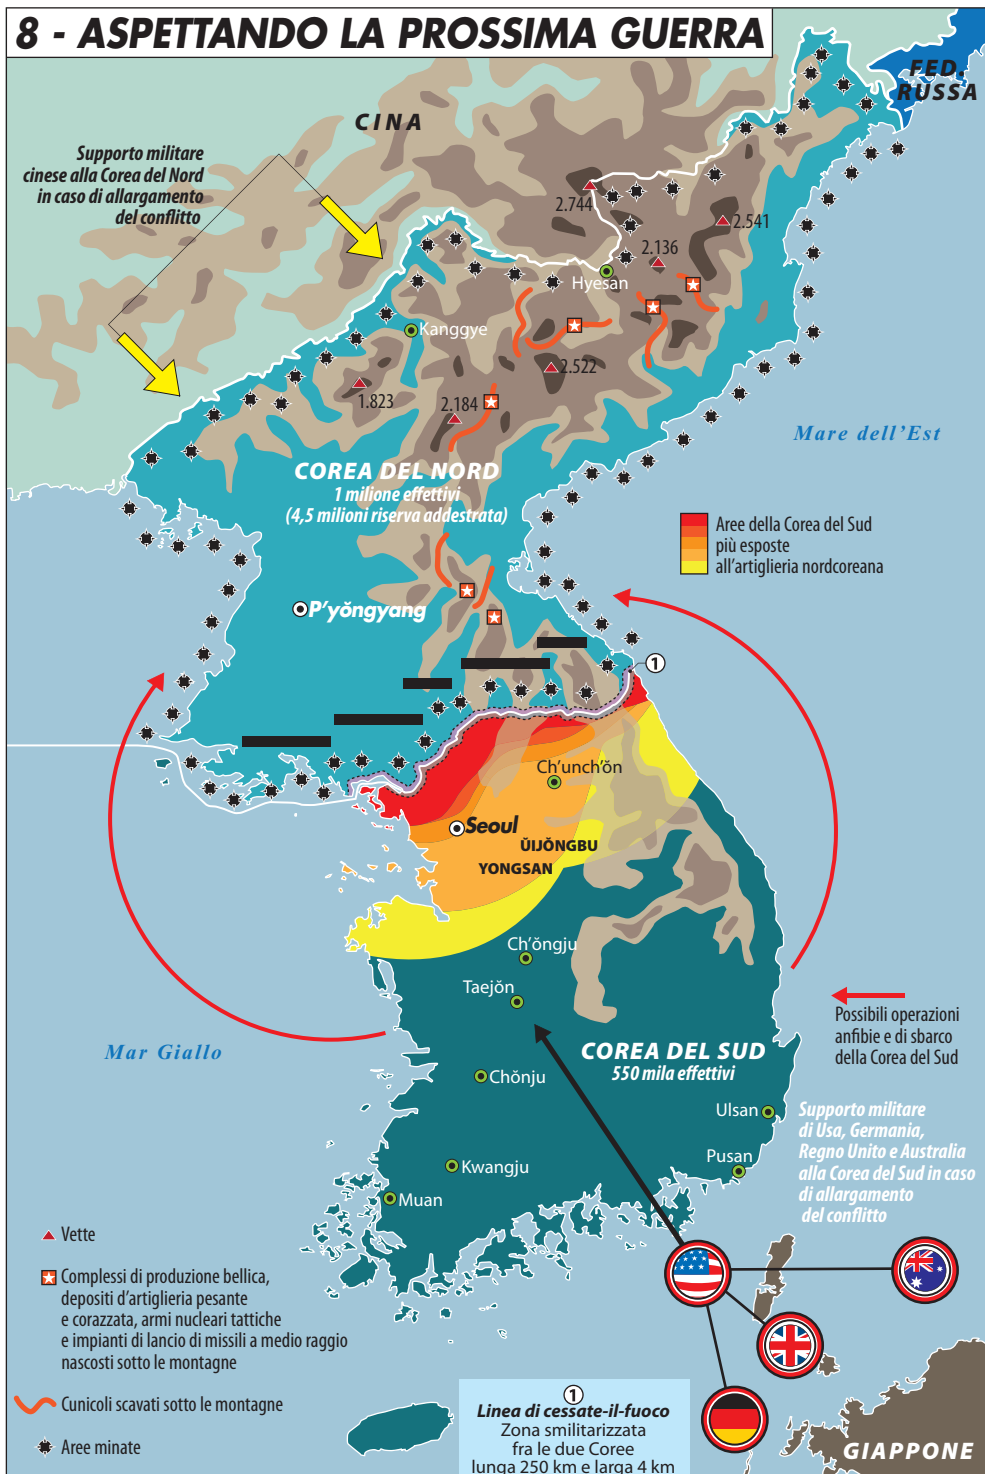 8 - ASPETTANDO LA PROSSIMA GUERRA
FED.
RUSSA
CINA
Supporto militare
cinese alla Corea del Nord
in caso di allargamento
del conflitto
2.744
2.541
2.136
Hyesan
Kanggye
2.522
1.823
2.184
Mare dell'Est
COREA DEL NORD
1 milione effettivi
(4,5 milioni riserva addestrata)
Aree della Corea del Sud
più esposte
all'artiglieria nordcoreana
P'yŏngyang
1
Ch'unch'ŏn
Seoul
ŬIJŎNGBU
YONGSAN
Ch'ŏngju
Taejŏn
Possibili operazioni
anfibie e di sbarco
della Corea del Sud
Mar Giallo
COREA DEL SUD
550 mila effettivi
Chŏnju
Ulsan
Supporto militare
di Usa, Germania,
Regno Unito e Australia
alla Corea del Sud in caso
di allargamento
del conflitto
Pusan
Kwangju
Muan
Vette
Complessi di produzione bellica,
depositi d'artiglieria pesante
e corazzata, armi nucleari tattiche
e impianti di lancio di missili a medio raggio
nascosti sotto le montagne
Cunicoli scavati sotto le montagne
Aree minate
1
Linea di cessate-il-fuoco
Zona smilitarizzata
fra le due Coree
lunga 250 km e larga 4 km
GIAPPONE